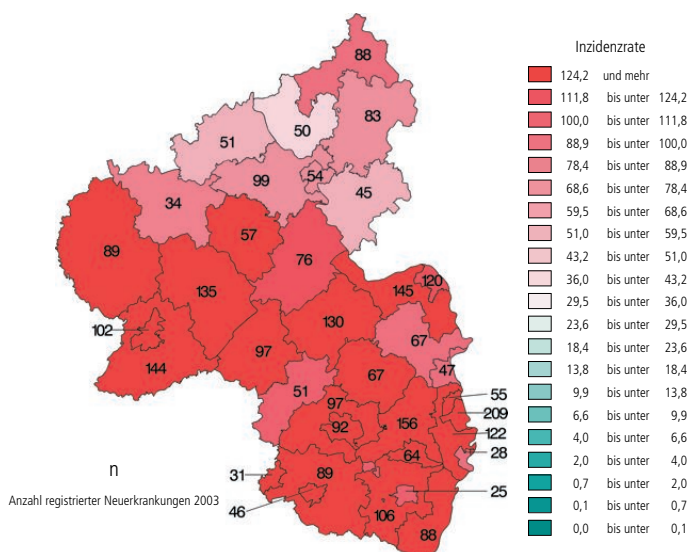 Inzidenzrate
124,2 und mehr
111,8 bis unter 124,2
100,0 bis unter 111,8
88,9 bis unter 100,0
78,4 bis unter 88,9
68,6 bis unter 78,4
59,5 bis unter 68,6
51,0 bis unter 59,5
43,2 bis unter 51,0
36,0 bis unter 43,2
29,5 bis unter 36,0
23,6 bis unter 29,5
18,4 bis unter 23,6
13,8 bis unter 18,4
9,9 bis unter 13,8
6,6 bis unter 9,9
4,0 bis unter 6,6
2,0 bis unter 4,0
0,7 bis unter 2,0
0,1 bis unter 0,7
0,0 bis unter 0,1
88
83
50
51
99
54
45
34
57
89
76
135
145
120
130
102
97
67
144
67
47
51
55
97
209
92
156
122
64
28
31
89
25
46
106
88
n
Anzahl registrierter Neuerkrankungen 2003